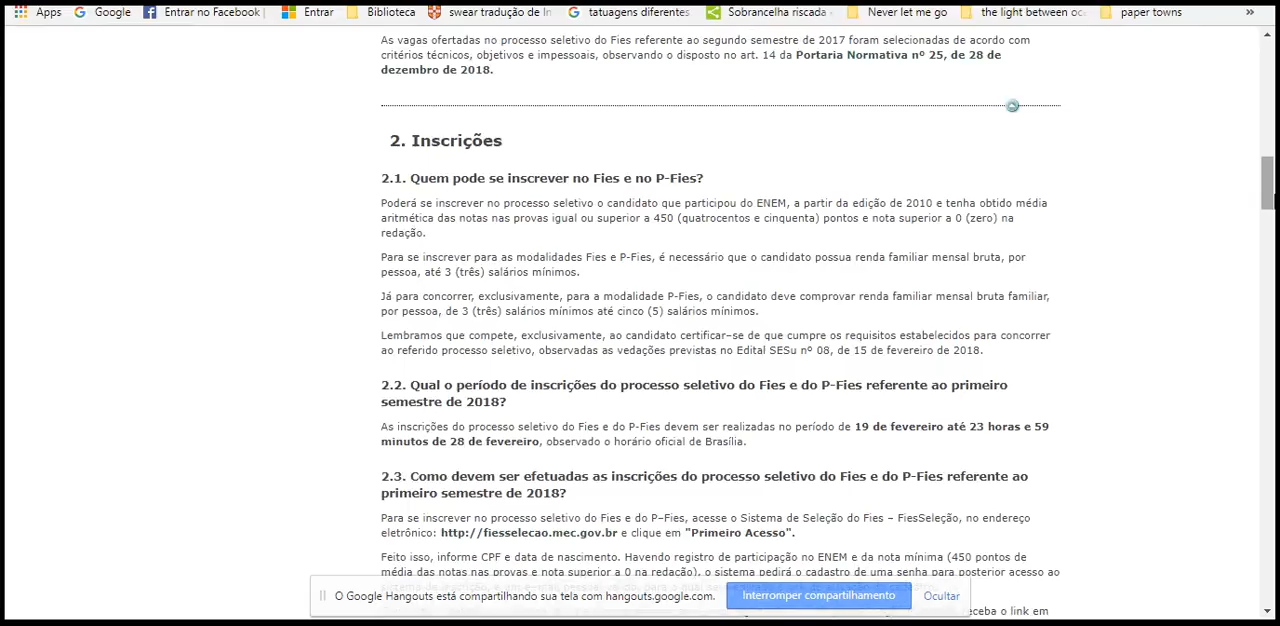 Apps Google Entrar no Facebook Entrar Biblioteca swear tradução de In tatuagens diferentes Sobrancelha riscada Never let me go the light between oc paper towns »
As vagas ofertadas no processo seletivo do Fies referente ao segundo semestre de 2017 foram selecionadas de acordo com
critérios técnicos, objetivos e impessoais, observando o disposto no art. 14 da Portaria Normativa nº 25, de 28 de
dezembro de 2018.
2. Inscrições
2.1. Quem pode se inscrever no Fies e no P-Fies?
Poderá se inscrever no processo seletivo o candidato que participou do ENEM, a partir da edição de 2010 e tenha obtido média
aritmética das notas nas provas igual ou superior a 450 (quatrocentos e cinquenta) pontos e nota superior a 0 (zero) na
redação.
Para se inscrever para as modalidades Fies e P-Fies, é necessário que o candidato possua renda familiar mensal bruta, por
pessoa, até 3 (três) salários mínimos.
Já para concorrer, exclusivamente, para a modalidade P-Fies, o candidato deve comprovar renda familiar mensal bruta familiar,
por pessoa, de 3 (três) salários mínimos até cinco (5) salários mínimos.
Lembramos que compete, exclusivamente, ao candidato certificar–se de que cumpre os requisitos estabelecidos para concorrer
ao referido processo seletivo, observadas as vedações previstas no Edital SESu nº 08, de 15 de fevereiro de 2018.
2.2. Qual o período de inscrições do processo seletivo do Fies e do P-Fies referente ao primeiro
semestre de 2018?
As inscrições do processo seletivo do Fies e do P-Fies devem ser realizadas no período de 19 de fevereiro até 23 horas e 59
minutos de 28 de fevereiro, observado o horário oficial de Brasília.
2.3. Como devem ser efetuadas as inscrições do processo seletivo do Fies e do P-Fies referente ao
primeiro semestre de 2018?
Para se inscrever no processo seletivo do Fies e do P–Fies, acesse o Sistema de Seleção do Fies – FiesSeleção, no endereço
eletrônico: http://fiesselecao.mec.gov.br e clique em "Primeiro Acesso".
Feito isso, informe CPF e data de nascimento. Havendo registro de participação no ENEM e da nota mínima (450 pontos de
média das notas nas provas e nota superior a 0 na redação), o sistema pedirá o cadastro de uma senha para posterior acesso ao
O Google Hangouts está compartilhando sua tela com hangouts.google.com. Interromper compartilhamento Ocultar
receba o link em